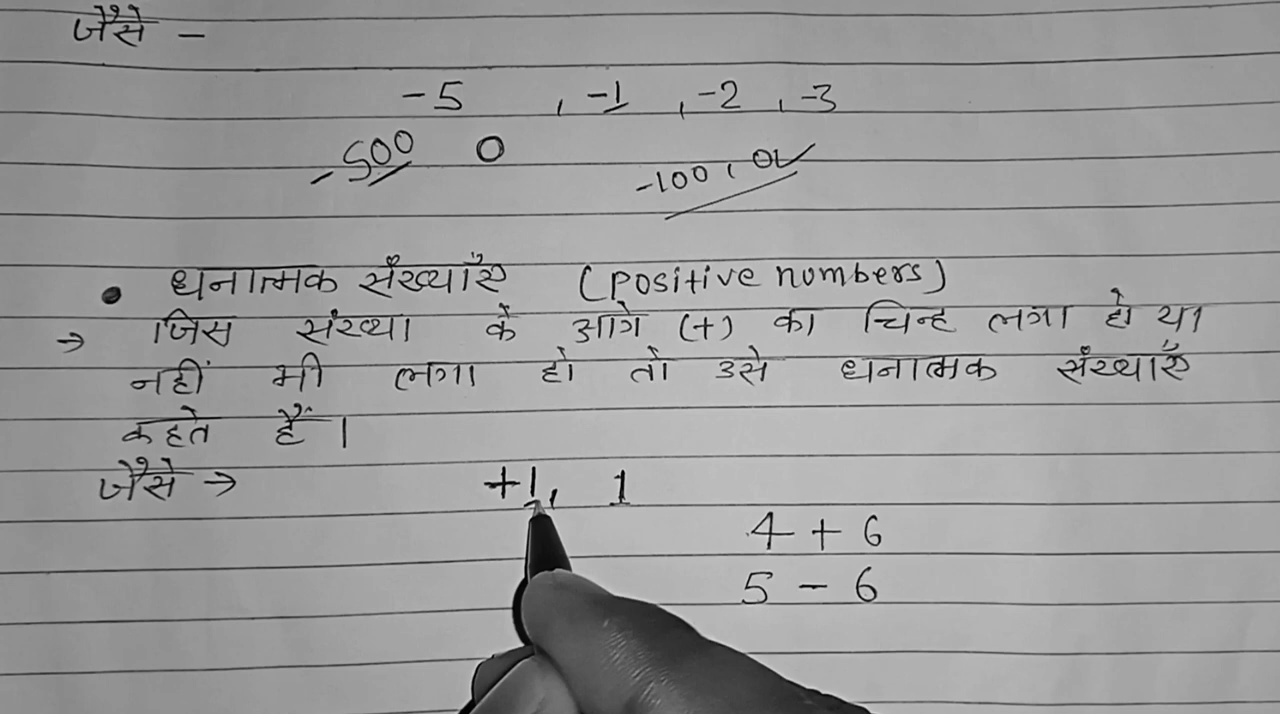 जैसे -
-5 , -1 , -2 , -3
-500 0 -100,
• धनात्मक सँख्याएँ (Positive numbers)
→ जिस संख्या के आगे (+) का चिन्ह लगा हो या
नहीं भी लगा हो तो उसे धनात्मक सँख्याएँ
कहते हैं ।
जैसे → +1, 1
4 + 6
5 - 6